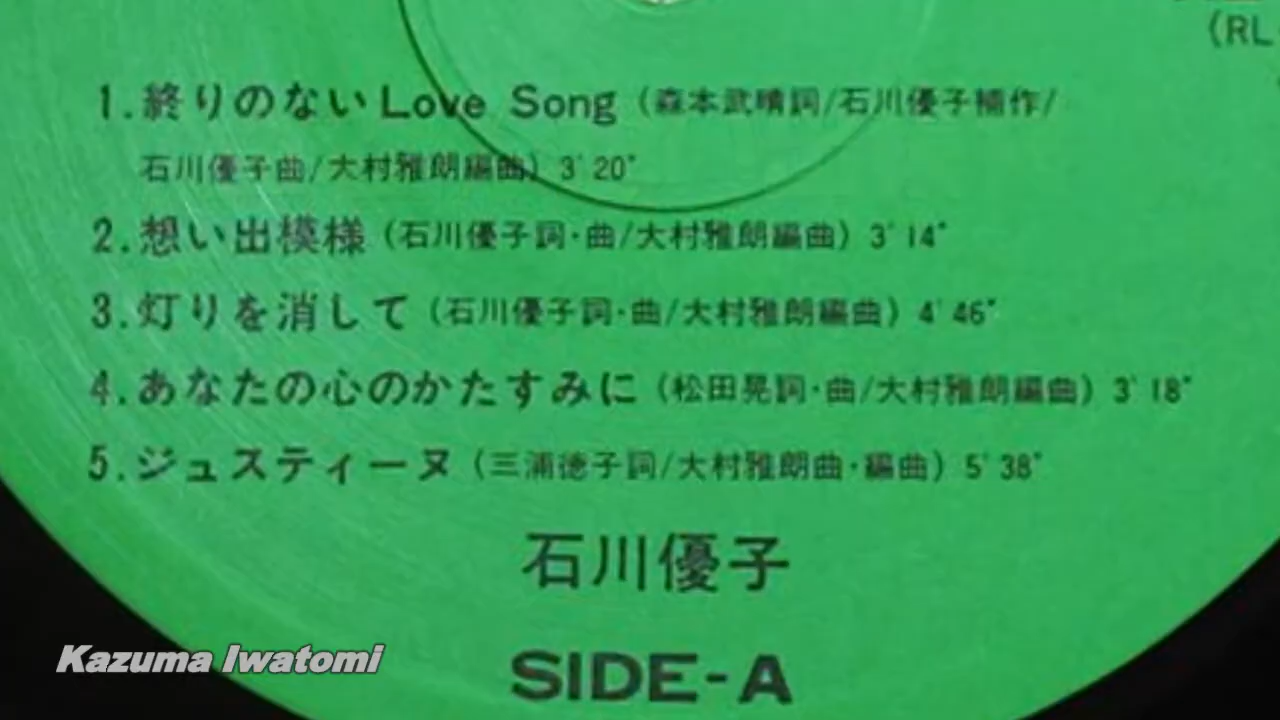 (RL-
1.終りのないLove Song (森本武晴詞/石川優子補作/
石川優子曲/大村雅朗編曲) 3' 20"
2.想い出模様 (石川優子詞・曲/大村雅朗編曲) 3' 14"
3.灯りを消して (石川優子詞・曲/大村雅朗編曲) 4' 46"
4.あなたの心のかたすみに (松田晃詞・曲/大村雅朗編曲) 3' 18"
5.ジュスティーヌ (三浦徳子詞/大村雅朗曲・編曲) 5' 38"
石川優子
Kazuma Iwatomi
SIDE-A